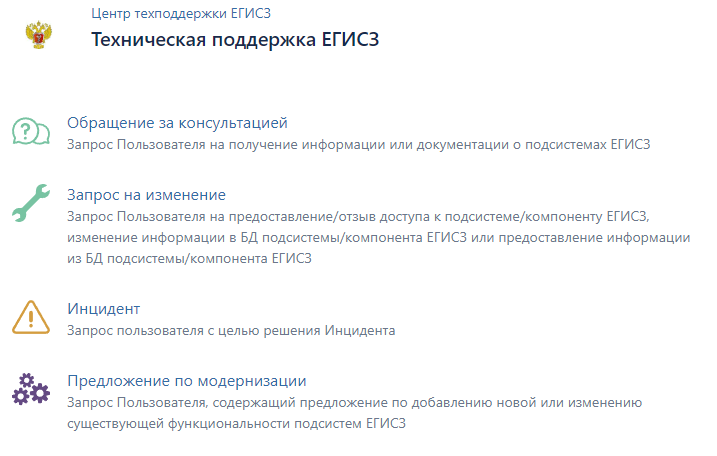 Центр техподдержки ЕГИСЗ
Техническая поддержка ЕГИСЗ
Обращение за консультацией
Запрос Пользователя на получение информации или документации о подсистемах ЕГИСЗ
Запрос на изменение
Запрос Пользователя на предоставление/отзыв доступа к подсистеме/компоненту ЕГИСЗ,
изменение информации в БД подсистемы/компонента ЕГИСЗ или предоставление информации
из БД подсистемы/компонента ЕГИСЗ
Инцидент
Запрос пользователя с целью решения Инцидента
Предложение по модернизации
Запрос Пользователя, содержащий предложение по добавлению новой или изменению
существующей функциональности подсистем ЕГИСЗ